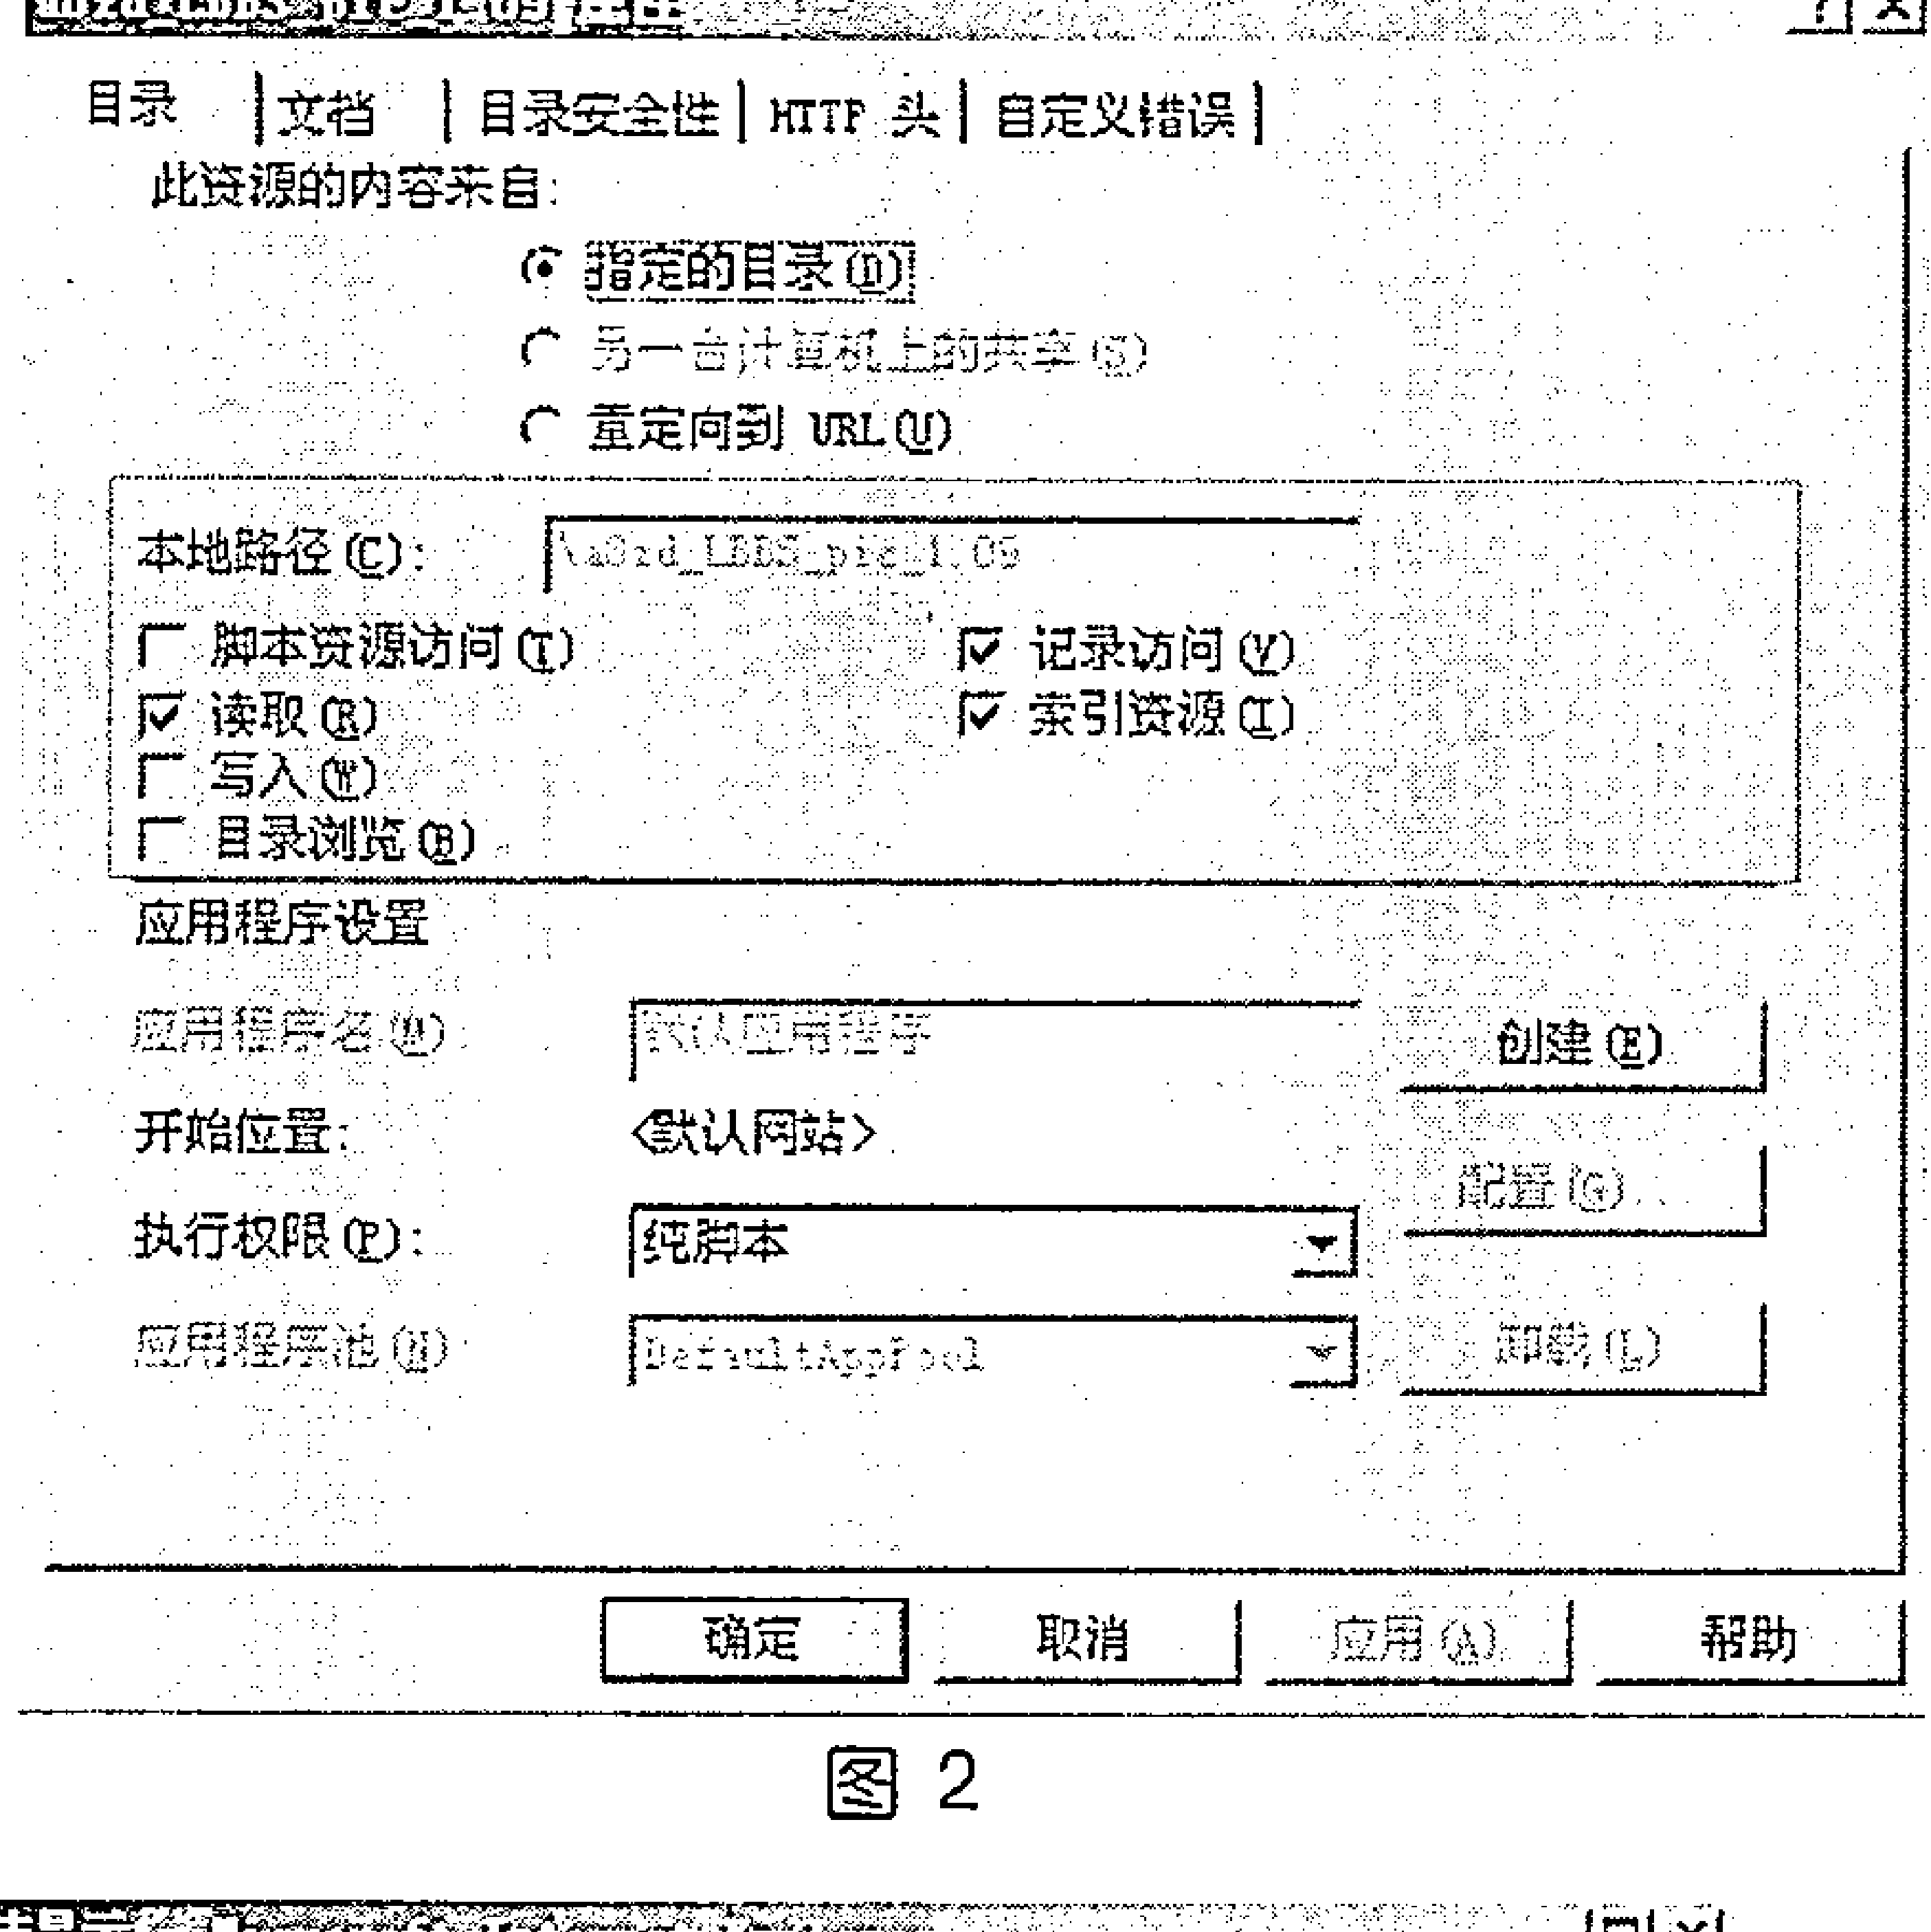 目录 文档 目录安全性 HTTP 头 自定义错误
此资源的内容来自:
指定的目录(D)
另一台计算机上的共享(S)
重定向到 URL(U)
本地路径(C):
脚本资源访问(T) 记录访问(V)
读取(R) 索引资源(I)
写入(W)
目录浏览(B)
应用程序设置
应用程序名(M): 默认应用程序 创建(E)
开始位置: <默认网站>
配置(G)
执行权限(P): 纯脚本
应用程序池(N): DefaultAppPool 卸载(L)
确定 取消 应用(A) 帮助
图 2